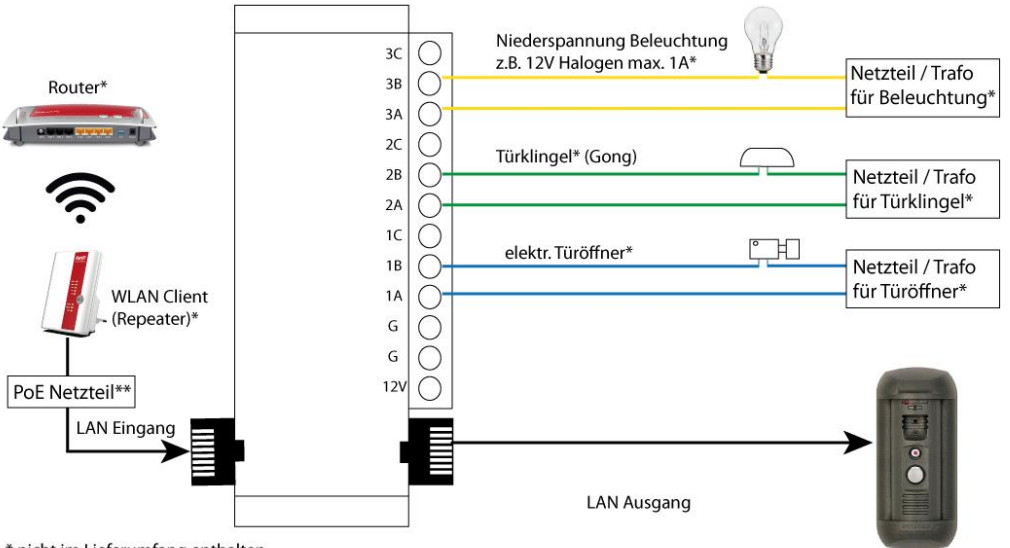 Router*
WLAN Client
(Repeater)*
PoE Netzteil**
LAN Eingang
3C
3B
3A
2C
2B
2A
1C
1B
1A
G
G
12V
Niederspannung Beleuchtung
z.B. 12V Halogen max. 1A*
Netzteil / Trafo
für Beleuchtung*
Türklingel* (Gong)
Netzteil / Trafo
für Türklingel*
elektr. Türöffner*
Netzteil / Trafo
für Türöffner*
LAN Ausgang
* nicht im Lieferumfang enthalten